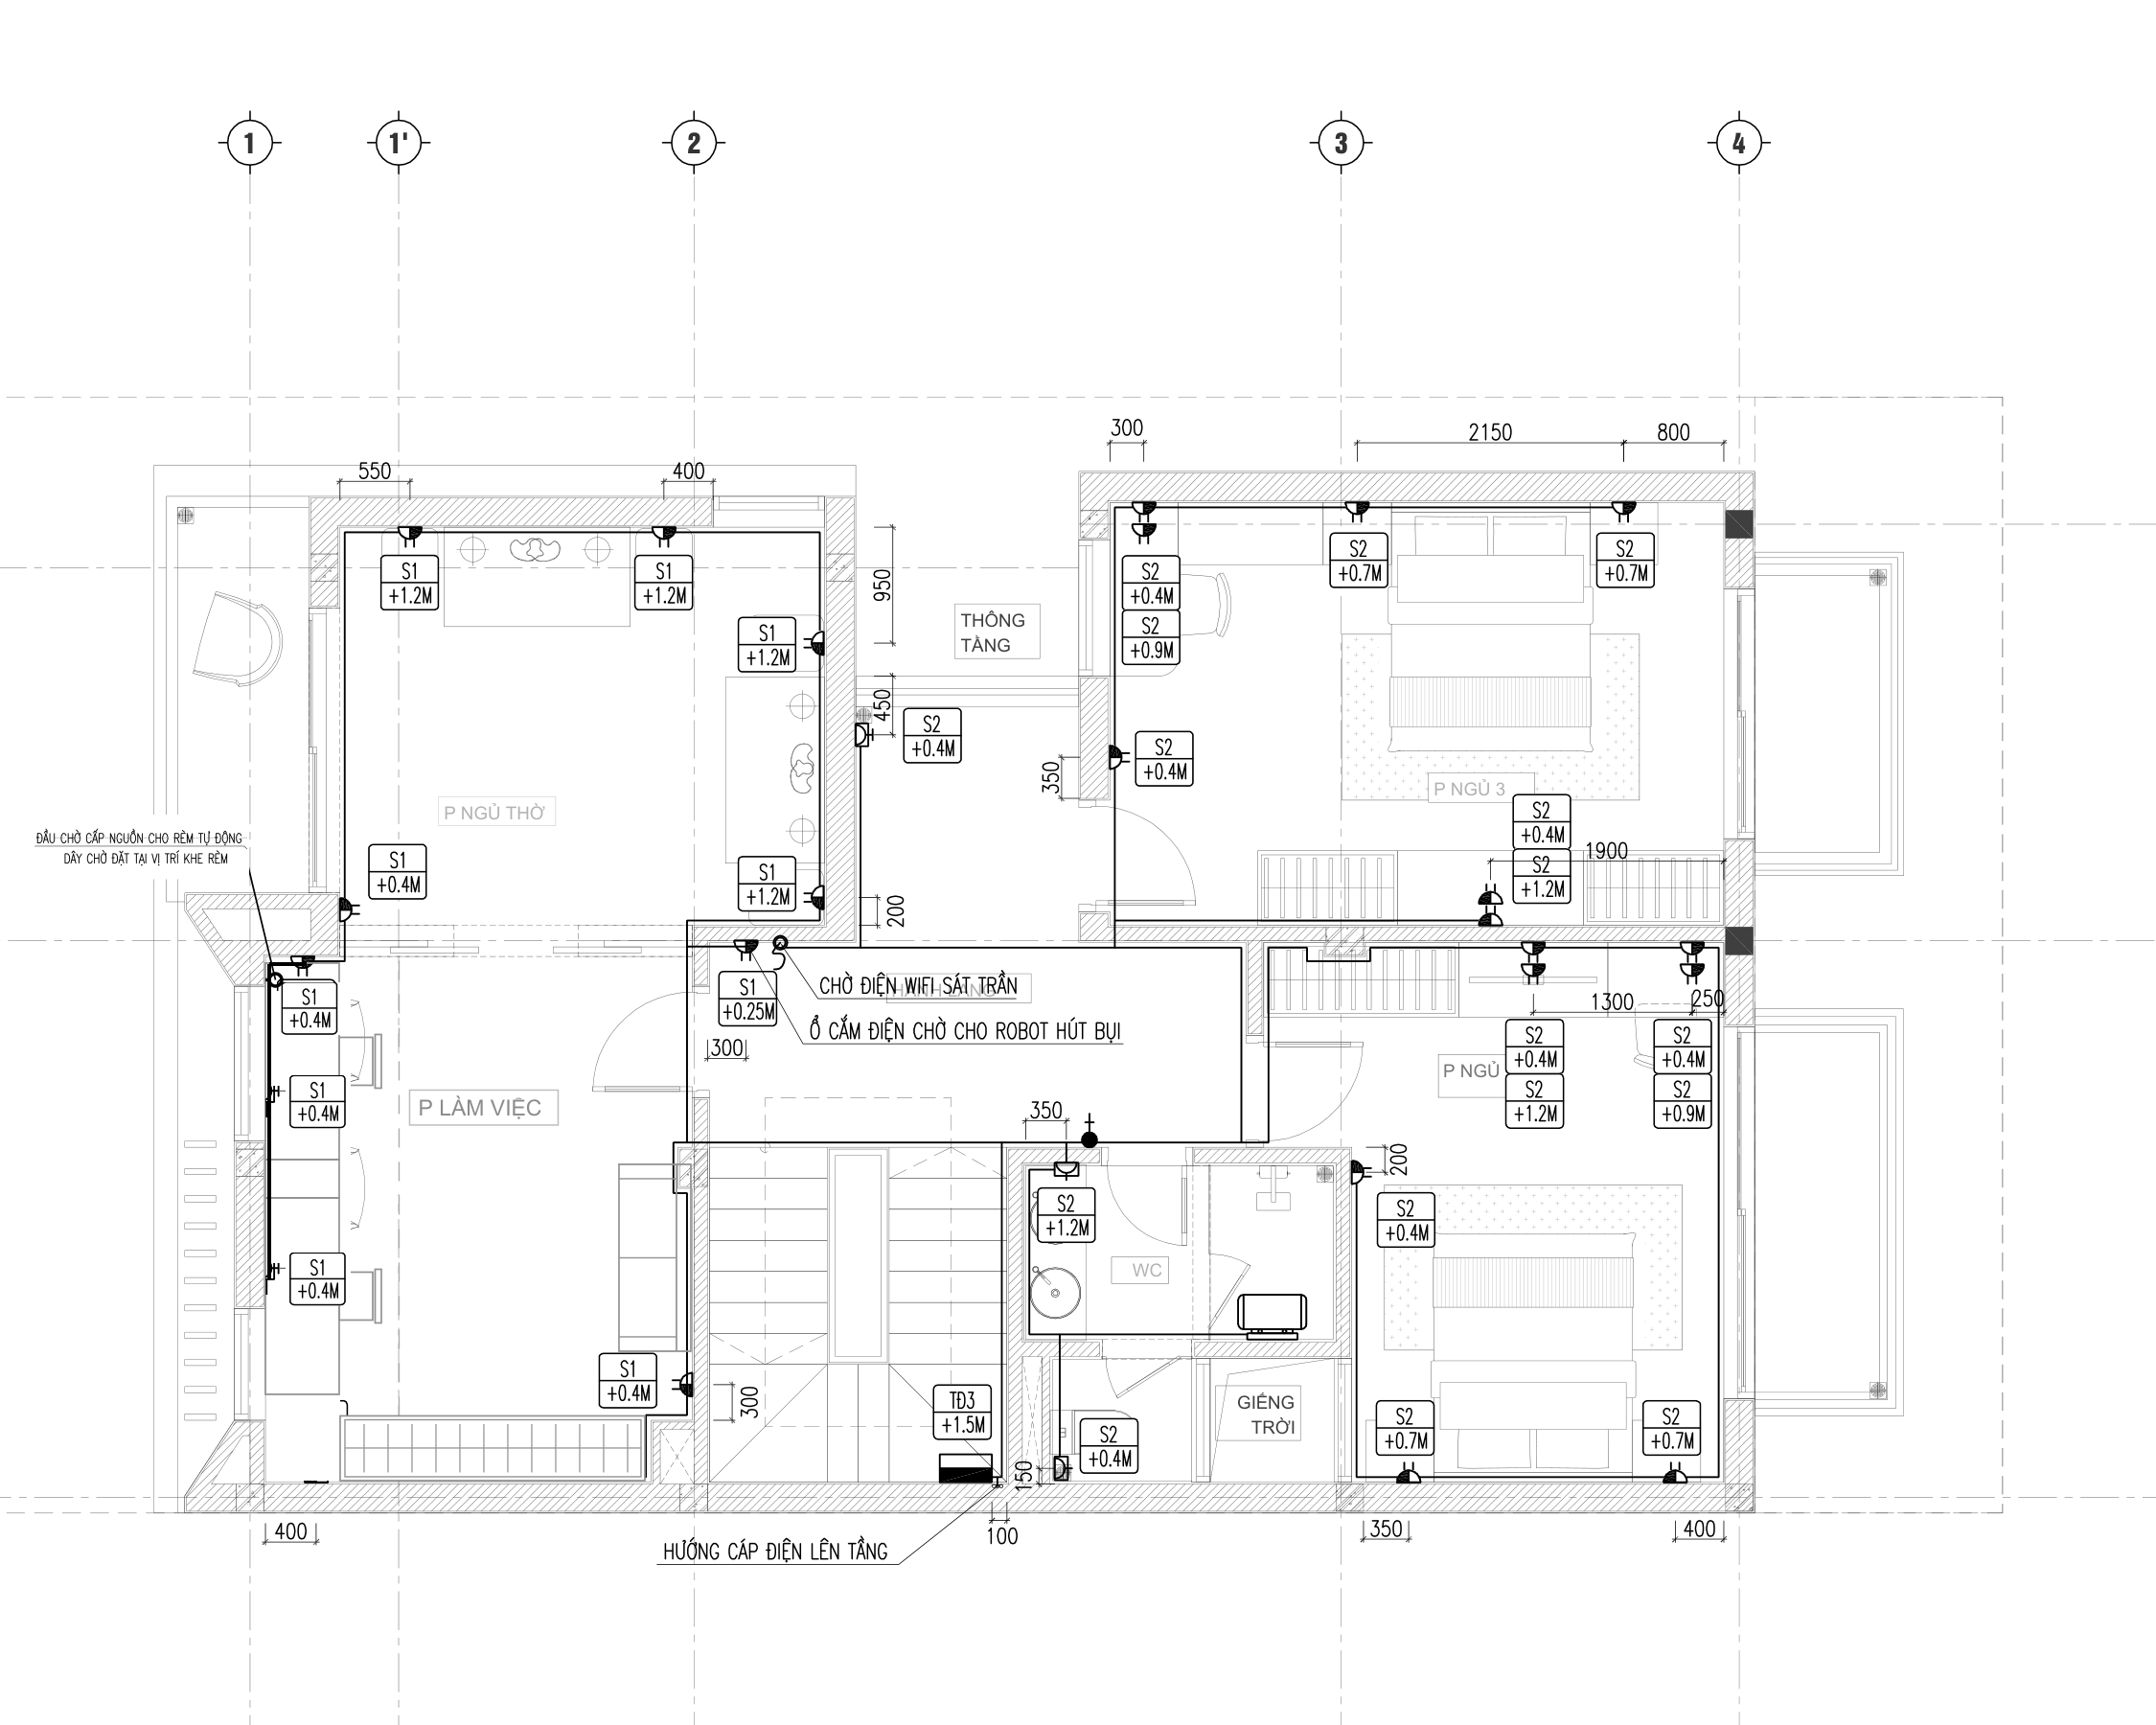 1
1'
2
3
4
300
2150
800
550
400
S1
+1.2M
S1
+1.2M
950
S2
+0.4M
S2
+0.9M
S2
+0.7M
S2
+0.7M
THÔNG
TẦNG
S1
+1.2M
450
S2
+0.4M
350
S2
+0.4M
P NGỦ 3
P NGỦ THỜ
S2
+0.4M
S2
+1.2M
1900
ĐẦU CHỜ CẤP NGUỒN CHO RÈM TỰ ĐỘNG
DÂY CHỜ ĐẶT TẠI VỊ TRÍ KHE RÈM
S1
+0.4M
S1
+1.2M
200
S1
+0.4M
S1
+0.25M
CHỜ ĐIỆN WIFI SÁT TRẦN
HÀNH LANG
Ổ CẮM ĐIỆN CHỜ CHO ROBOT HÚT BỤI
300
1300
250
S2
+0.4M
S2
+1.2M
S2
+0.4M
S2
+0.9M
P NGỦ
S1
+0.4M
P LÀM VIỆC
350
200
S2
+1.2M
S2
+0.4M
WC
S1
+0.4M
S1
+0.4M
300
TĐ3
+1.5M
GIẾNG
TRỜI
S2
+0.4M
150
S2
+0.7M
S2
+0.7M
400
100
350
400
HƯỚNG CÁP ĐIỆN LÊN TẦNG